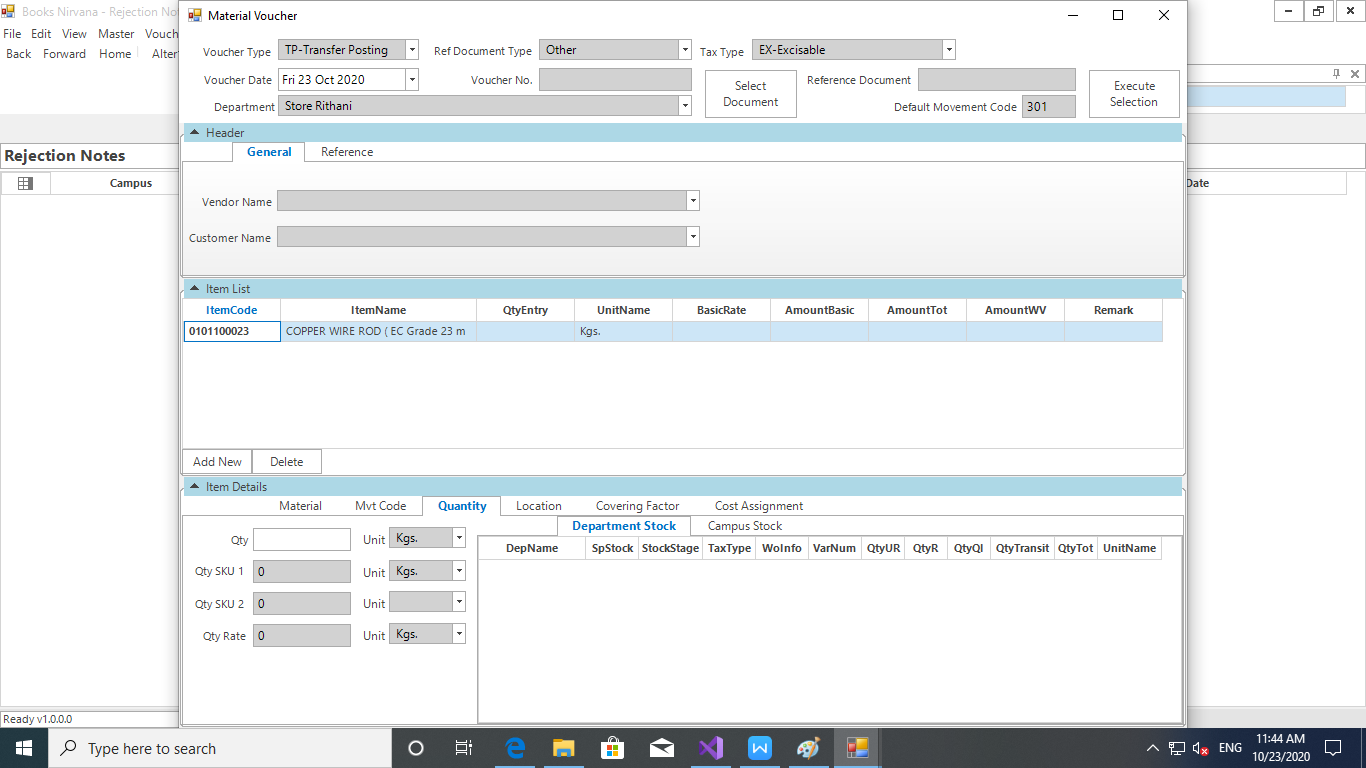 Books Nirvana - Rejection Not
Material Voucher
File Edit View Master Vouch
Back Forward Home Alter
Voucher Type TP-Transfer Posting Ref Document Type Other Tax Type EX-Excisable
Voucher Date Fri 23 Oct 2020 Voucher No. Select Document Reference Document Execute Selection
Department Store Rithani Default Movement Code 301
Header
General Reference
Rejection Notes
Campus Date
Vendor Name
Customer Name
Item List
ItemCode ItemName QtyEntry UnitName BasicRate AmountBasic AmountTot AmountWV Remark
0101100023 COPPER WIRE ROD ( EC Grade 23 m Kgs.
Add New Delete
Item Details
Material Mvt Code Quantity Location Covering Factor Cost Assignment
Department Stock Campus Stock
Qty Unit Kgs.
DepName SpStock StockStage TaxType WoInfo VarNum QtyUR QtyR QtyQI QtyTransit QtyTot UnitName
Qty SKU 1 0 Unit Kgs.
Qty SKU 2 0 Unit
Qty Rate 0 Unit Kgs.
Ready v1.0.0.0
Type here to search
ENG
11:44 AM
10/23/2020